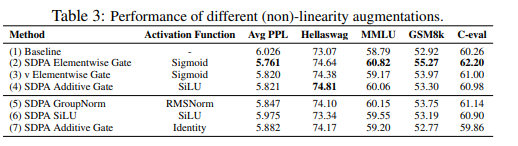 Table 3: Performance of different (non)-linearity augmentations.
Method Activation Function Avg PPL Hellaswag MMLU GSM8k C-eval
(1) Baseline - 6.026 73.07 58.79 52.92 60.26
(2) SDPA Elementwise Gate Sigmoid 5.761 74.64 60.82 55.27 62.20
(3) v Elementwise Gate Sigmoid 5.820 74.38 59.17 53.97 61.00
(4) SDPA Additive Gate SiLU 5.821 74.81 60.06 53.30 60.98
(5) SDPA GroupNorm RMSNorm 5.847 74.10 60.15 53.75 61.14
(6) SDPA SiLU SiLU 5.975 73.34 59.55 53.19 60.90
(7) SDPA Additive Gate Identity 5.882 74.17 59.20 52.77 59.86